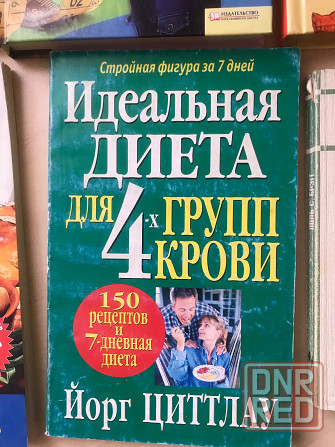 ИЗДАТЕЛЬСТВО
Стройная фигура за 7 дней
Идеальная
ДИЕТА
ДЛЯ 4-х ГРУПП
КРОВИ
150
рецептов
и
7-дневная
диета
Йорг ЦИТТЛАУ
DNR
RED